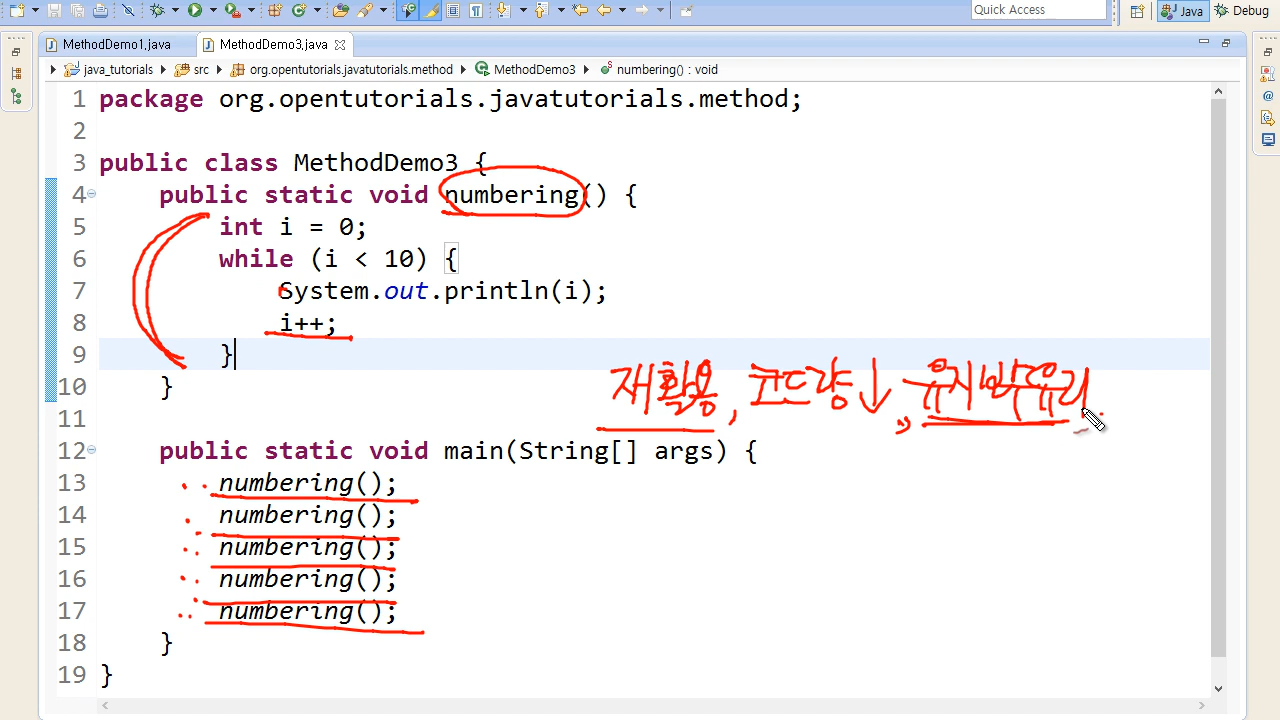 Quick Access
Java
Debug
MethodDemo1.java
MethodDemo3.java
java_tutorials
src
org.opentutorials.javatutorials.method
MethodDemo3
numbering() : void
1 package org.opentutorials.javatutorials.method;
2
3 public class MethodDemo3 {
4 public static void numbering() {
5 int i = 0;
6 while (i < 10) {
7 System.out.println(i);
8 i++;
9 }
재활용, 코드량↓, 유지
10 }
11
12 public static void main(String[] args) {
13 numbering();
14 numbering();
15 numbering();
16 numbering();
17 numbering();
18 }
19 }